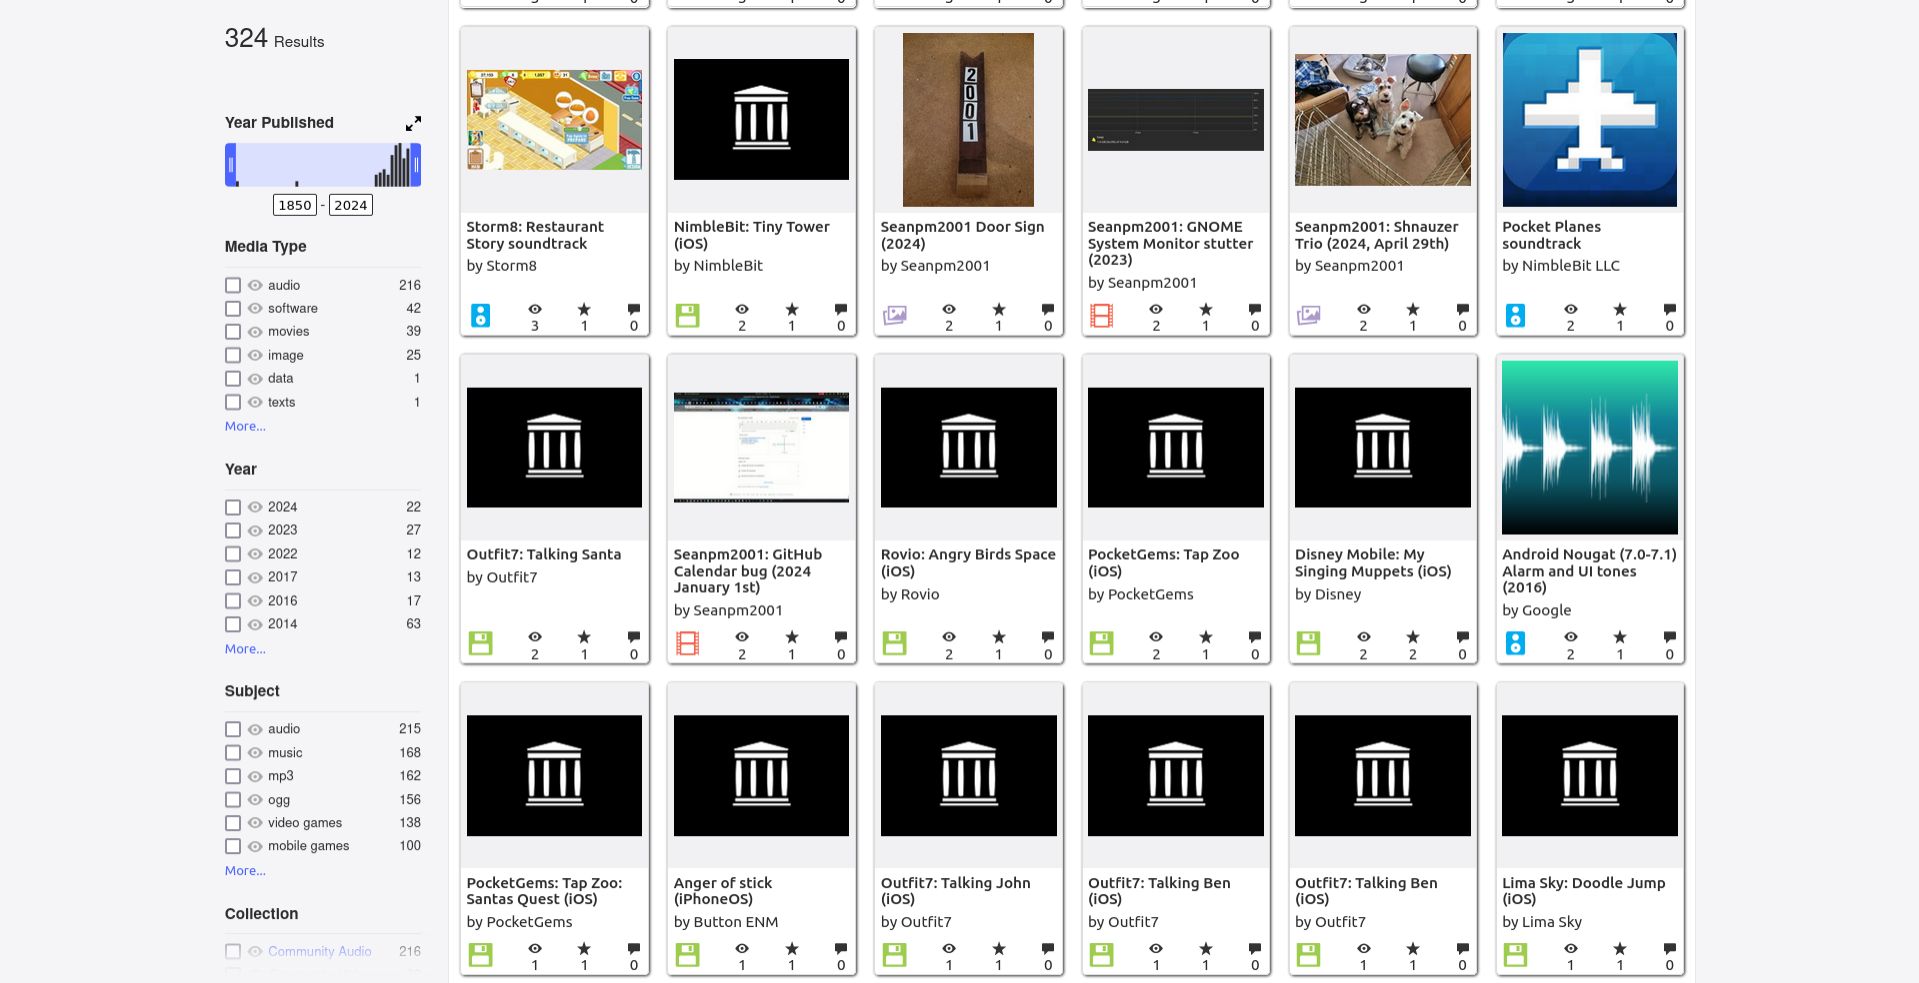 324 Results
Year Published
1850 - 2024
Media Type
audio 216
software 42
movies 39
image 25
data 1
texts 1
More...
Year
2024 22
2023 27
2022 12
2017 13
2016 17
2014 63
More...
Subject
audio 215
music 168
mp3 162
ogg 156
video games 138
mobile games 100
More...
Collection
Community Audio 216
Storm8: Restaurant
Story soundtrack
by Storm8
3 1 0
NimbleBit: Tiny Tower
(iOS)
by NimbleBit
2 1 0
2001
Seanpm2001 Door Sign
(2024)
by Seanpm2001
2 1 0
Seanpm2001: GNOME
System Monitor stutter
(2023)
by Seanpm2001
2 1 0
Seanpm2001: Shnauzer
Trio (2024, April 29th)
by Seanpm2001
2 1 0
Pocket Planes
soundtrack
by NimbleBit LLC
2 1 0
Outfit7: Talking Santa
by Outfit7
2 1 0
Seanpm2001: GitHub
Calendar bug (2024
January 1st)
by Seanpm2001
2 1 0
Rovio: Angry Birds Space
(iOS)
by Rovio
2 1 0
PocketGems: Tap Zoo
(iOS)
by PocketGems
2 1 0
Disney Mobile: My
Singing Muppets (iOS)
by Disney
2 2 0
Android Nougat (7.0-7.1)
Alarm and UI tones
(2016)
by Google
2 1 0
PocketGems: Tap Zoo:
Santas Quest (iOS)
by PocketGems
1 1 0
Anger of stick
(iPhoneOS)
by Button ENM
1 1 0
Outfit7: Talking John
(iOS)
by Outfit7
1 1 0
Outfit7: Talking Ben
(iOS)
by Outfit7
1 1 0
Outfit7: Talking Ben
(iOS)
by Outfit7
1 1 0
Lima Sky: Doodle Jump
(iOS)
by Lima Sky
1 1 0